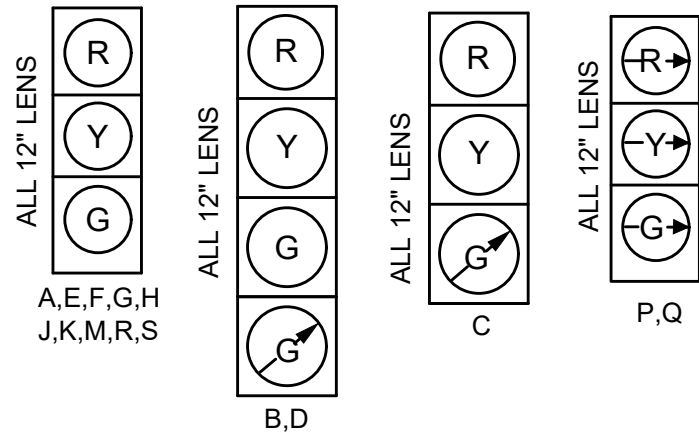 ALL 12" LENS
R
Y
G
A,E,F,G,H
J,K,M,R,S
ALL 12" LENS
R
Y
G
G
B,D
ALL 12" LENS
R
Y
G
C
ALL 12" LENS
R
Y
G
P,Q